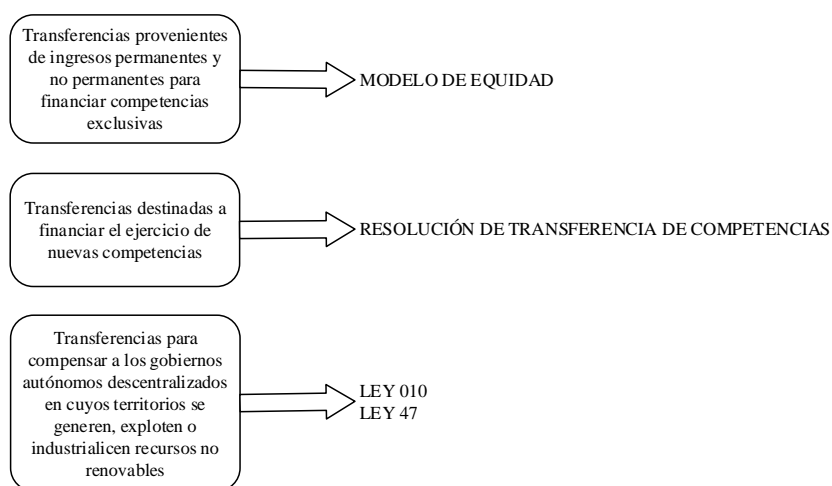 Transferencias provenientes
de ingresos permanentes y
no permanentes para
financiar competencias
exclusivas
MODELO DE EQUIDAD
Transferencias destinadas a
financiar el ejercicio de
nuevas competencias
RESOLUCIÓN DE TRANSFERENCIA DE COMPETENCIAS
Transferencias para
compensar a los gobiernos
autónomos descentralizados
en cuyos territorios se
generen, exploten o
industrialicen recursos no
renovables
LEY 010
LEY 47